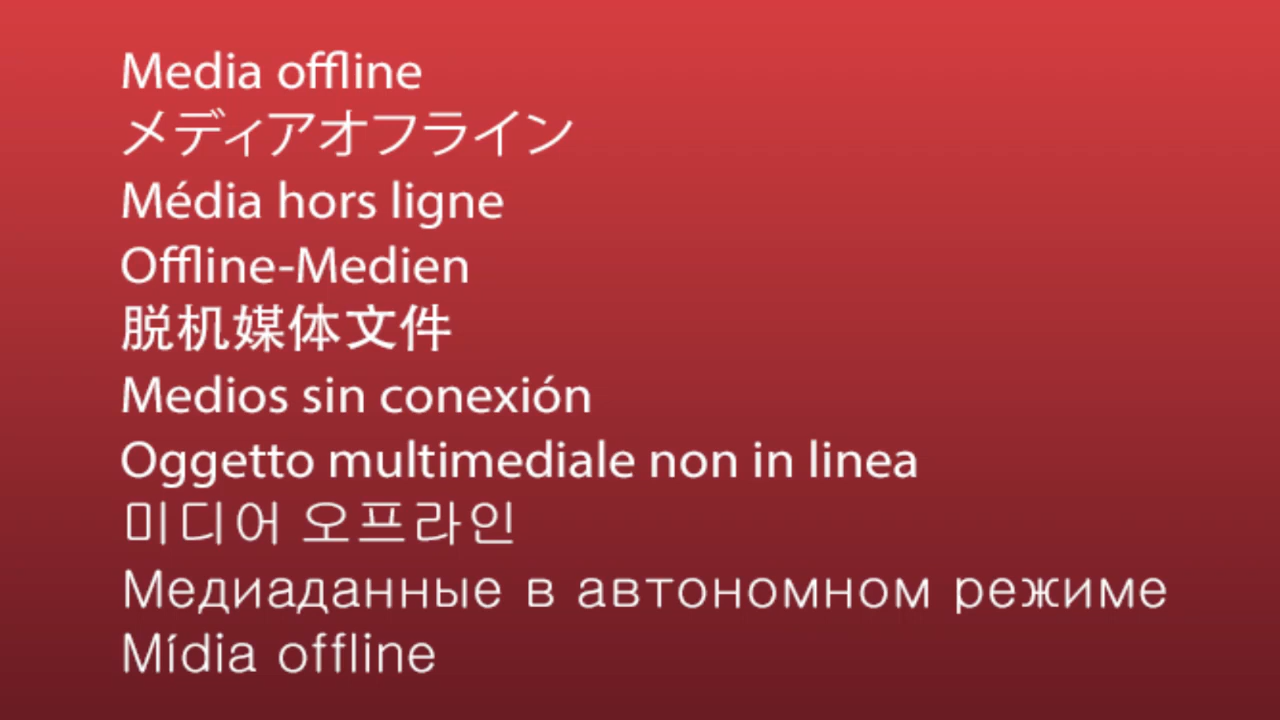 Media offline
メディアオフライン
Média hors ligne
Offline-Medien
脱机媒体文件
Medios sin conexión
Oggetto multimediale non in linea
미디어 오프라인
Медиаданные в автономном режиме
Mídia offline